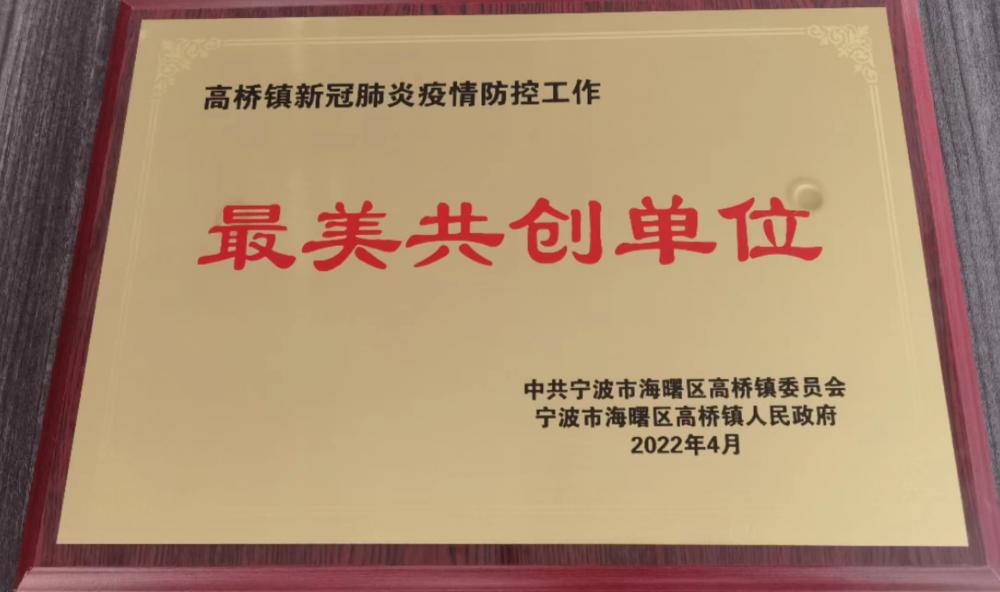 高桥镇新冠肺炎疫情防控工作
最美共创单位
中共宁波市海曙区高桥镇委员会
宁波市海曙区高桥镇人民政府
2022年4月